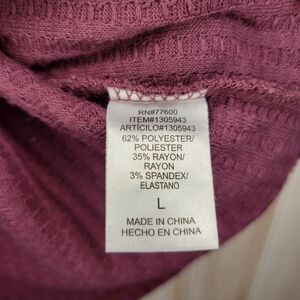 RN#77600
ITEM#1305943
ARTICILO#1305943
62% POLYESTER/
POLIESTER
35% RAYON/
RAYON
3% SPANDEX/
ELASTANO
L
MADE IN CHINA
HECHO EN CHINA